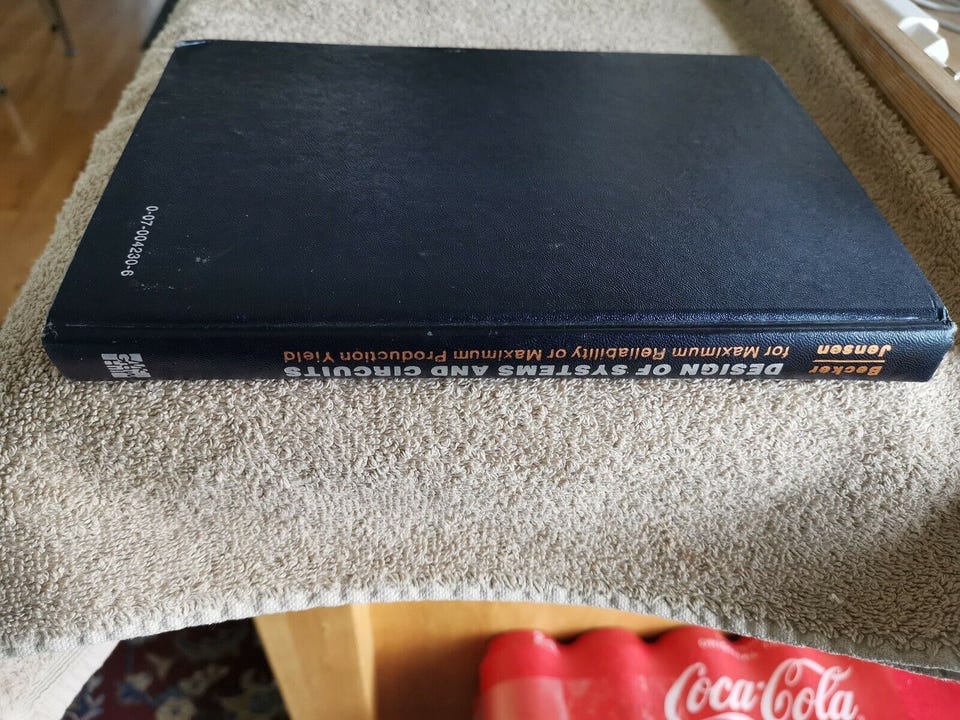 0-07-004230-6
Becker
Jensen
DESIGN OF SYSTEMS AND CIRCUITS
for Maximum Reliability or Maximum Production Yield
Coca-Cola